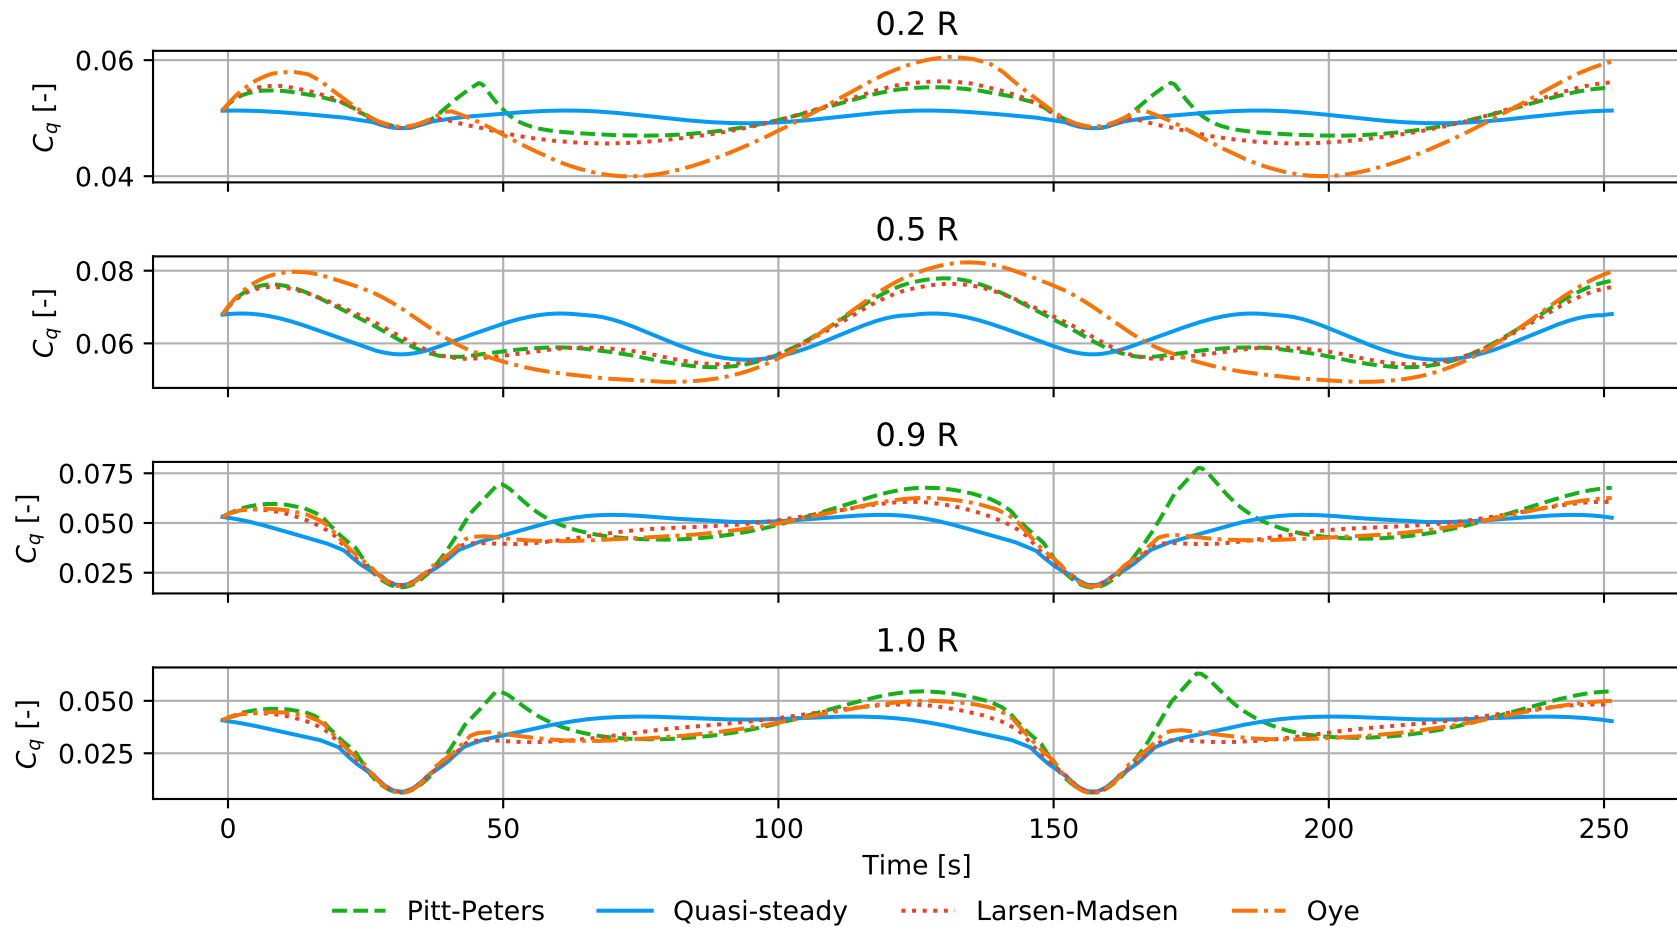 0.2 R
0.06
0.04
C_q [-]
0.5 R
0.08
0.06
C_q [-]
0.9 R
0.075
0.050
0.025
C_q [-]
1.0 R
0.050
0.025
C_q [-]
0 50 100 150 200 250
Time [s]
Pitt-Peters Quasi-steady Larsen-Madsen Oye